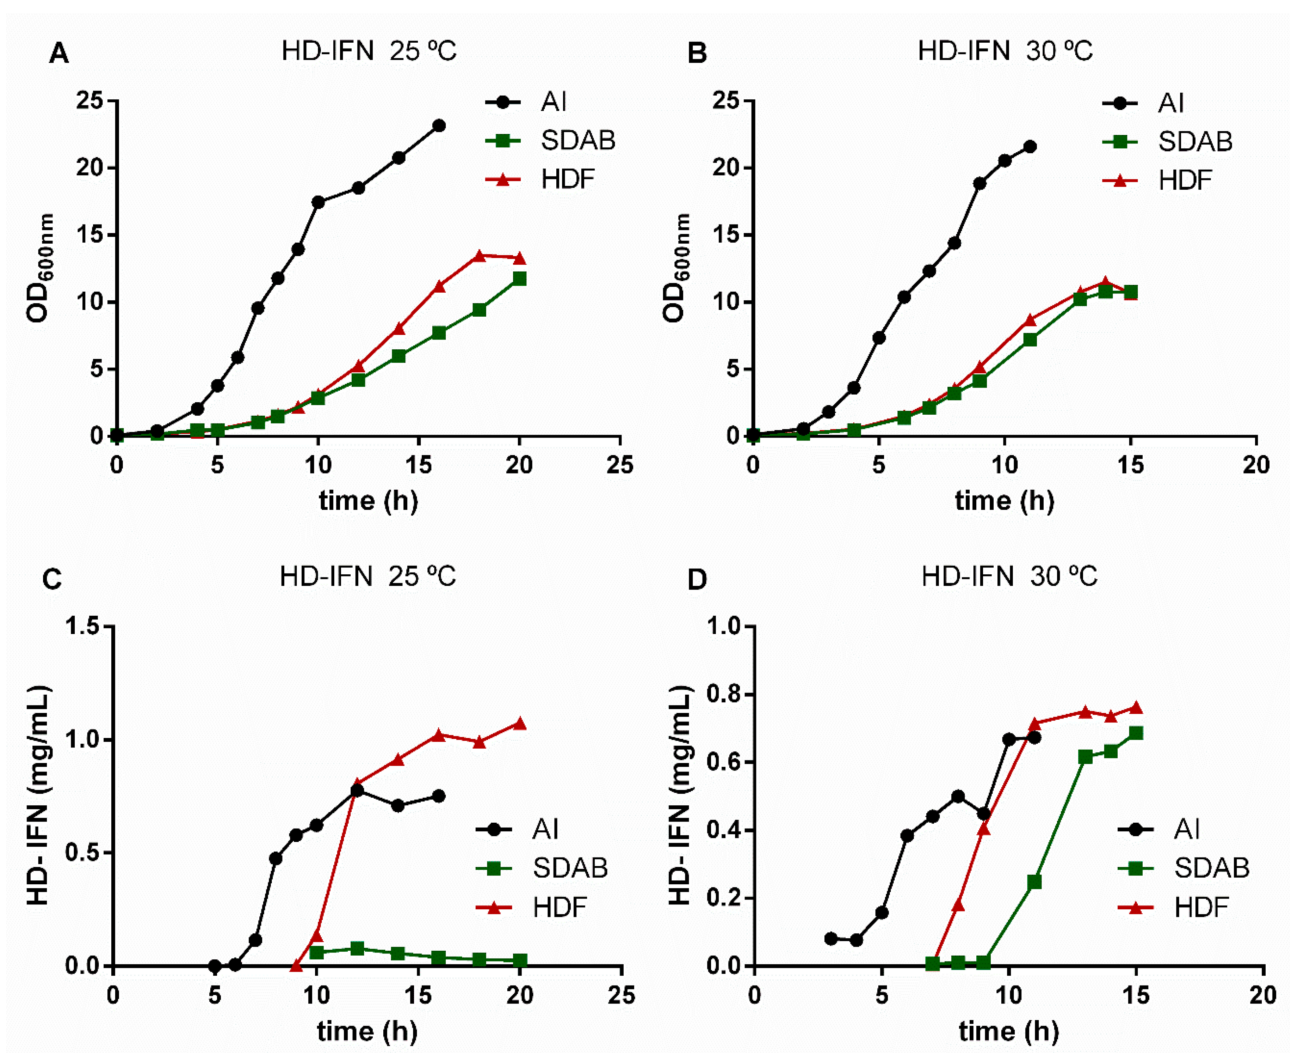 A
HD-IFN 25 ºC
25
20
15
10
5
0
OD600nm
0 5 10 15 20 25
time (h)
AI
SDAB
HDF
B
HD-IFN 30 ºC
25
20
15
10
5
0
OD600nm
0 5 10 15 20
time (h)
AI
SDAB
HDF
C
HD-IFN 25 ºC
1.5
1.0
0.5
0.0
HD- IFN (mg/mL)
0 5 10 15 20 25
time (h)
AI
SDAB
HDF
D
HD-IFN 30 ºC
1.0
0.8
0.6
0.4
0.2
0.0
HD- IFN (mg/mL)
0 5 10 15 20
time (h)
AI
SDAB
HDF